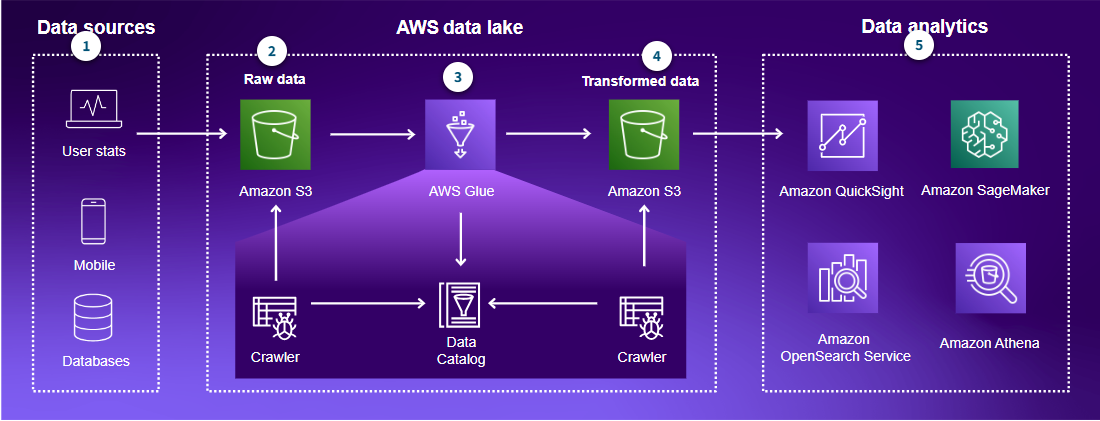 Data sources
1
User stats
Mobile
Databases
AWS data lake
2
Raw data
Amazon S3
3
AWS Glue
4
Transformed data
Amazon S3
Crawler
Data
Catalog
Crawler
Data analytics
5
Amazon QuickSight
Amazon SageMaker
Amazon
OpenSearch Service
Amazon Athena